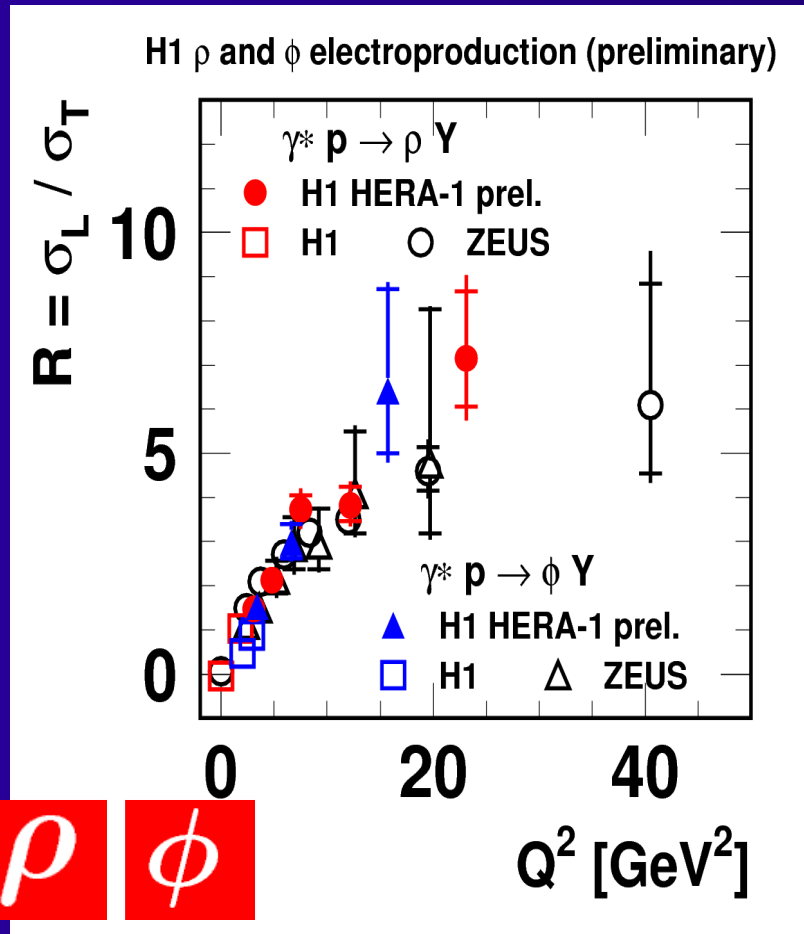 H1 ρ and ϕ electroproduction (preliminary)
R = σL / σT
10
5
0
γ* p → ρ Y
H1 HERA-1 prel.
H1 ZEUS
γ* p → ϕ Y
H1 HERA-1 prel.
H1 ZEUS
0 20 40
Q² [GeV²]
ρ ϕ